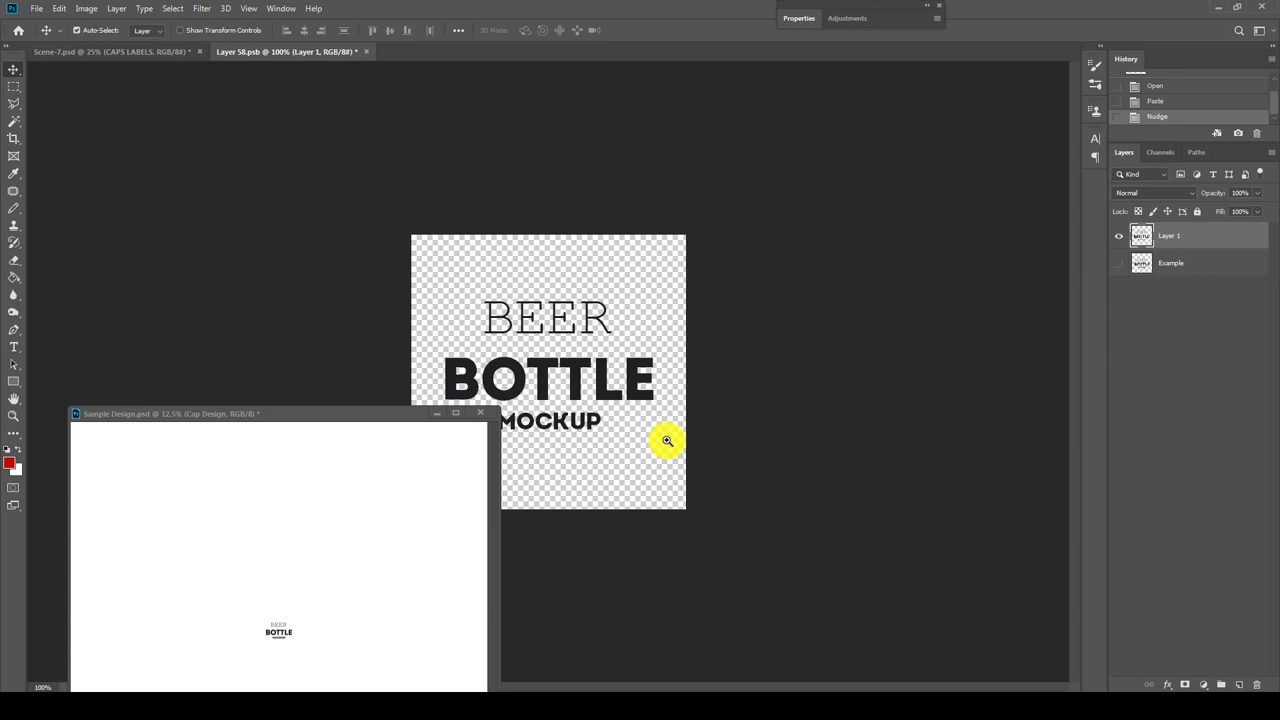 Ps File Edit Image Layer Type Select Filter 3D View Window Help
Auto-Select: Layer Show Transform Controls 3D Mode:
Properties Adjustments
Scene-7.psd @ 25% (CAPS LABELS, RGB/8#) *
Layer 58.psb @ 100% (Layer 1, RGB/8#) *
History
Open
Paste
Nudge
Layers Channels Paths
Kind
Normal Opacity: 100%
Lock: Fill: 100%
Layer 1
Example
BEER
BOTTLE
MOCKUP
Sample Design.psd @ 12,5% (Cap Design, RGB/8) *
BEER
BOTTLE
MOCKUP
100%